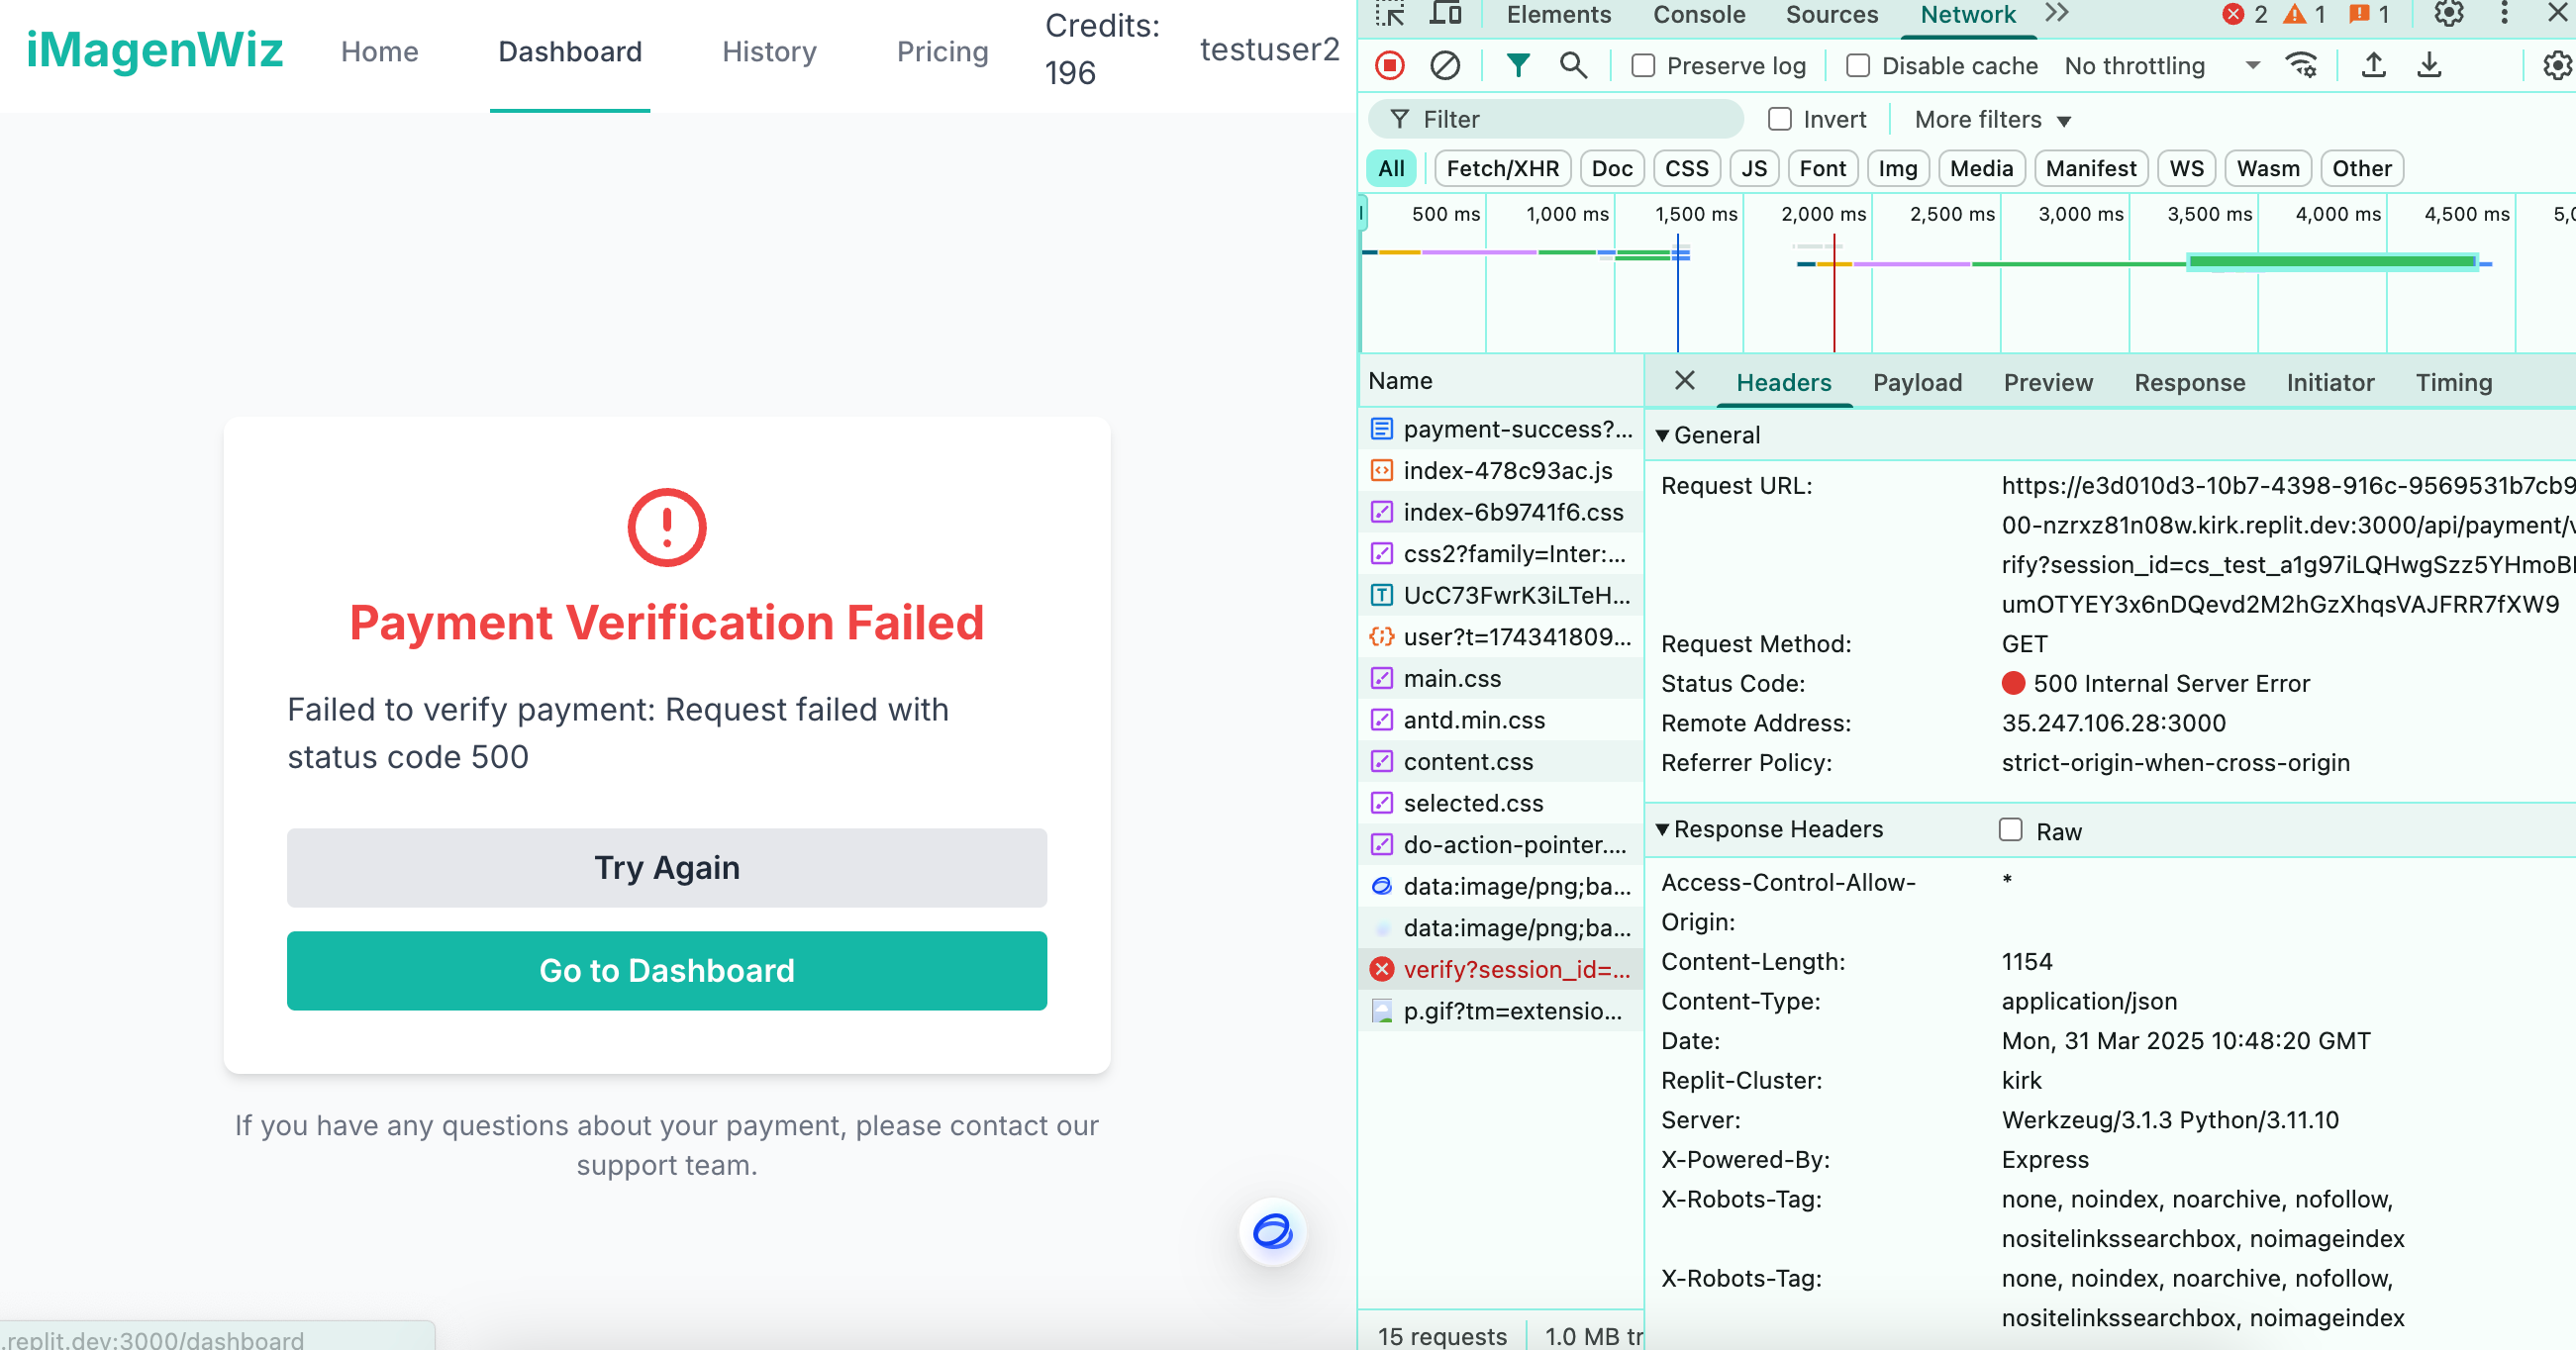 iMagenWiz
Home
Dashboard
History
Pricing
Credits:
196
testuser2
Payment Verification Failed
Failed to verify payment: Request failed with
status code 500
Try Again
Go to Dashboard
If you have any questions about your payment, please contact our
support team.
.replit.dev:3000/dashboard
Elements Console Sources Network 2 1 1
Preserve log Disable cache No throttling
Filter Invert More filters
All Fetch/XHR Doc CSS JS Font Img Media Manifest WS Wasm Other
500 ms 1,000 ms 1,500 ms 2,000 ms 2,500 ms 3,000 ms 3,500 ms 4,000 ms 4,500 ms
Name
payment-success?...
index-478c93ac.js
index-6b9741f6.css
css2?family=Inter:...
UcC73FwrK3iLTeH...
user?t=174341809...
main.css
antd.min.css
content.css
selected.css
do-action-pointer....
data:image/png;ba...
data:image/png;ba...
verify?session_id=...
p.gif?tm=extensio...
15 requests 1.0 MB tr
Headers Payload Preview Response Initiator Timing
General
Request URL: https://e3d010d3-10b7-4398-916c-9569531b7cb9
00-nzrxz81n08w.kirk.replit.dev:3000/api/payment/v
rify?session_id=cs_test_a1g97iLQHwgSzz5YHmoB
umOTYEY3x6nDQevd2M2hGzXhqsVAJFRR7fXW9
Request Method: GET
Status Code: 500 Internal Server Error
Remote Address: 35.247.106.28:3000
Referrer Policy: strict-origin-when-cross-origin
Response Headers Raw
Access-Control-Allow- *
Origin:
Content-Length: 1154
Content-Type: application/json
Date: Mon, 31 Mar 2025 10:48:20 GMT
Replit-Cluster: kirk
Server: Werkzeug/3.1.3 Python/3.11.10
X-Powered-By: Express
X-Robots-Tag: none, noindex, noarchive, nofollow,
nositelinkssearchbox, noimageindex
X-Robots-Tag: none, noindex, noarchive, nofollow,
nositelinkssearchbox, noimageindex